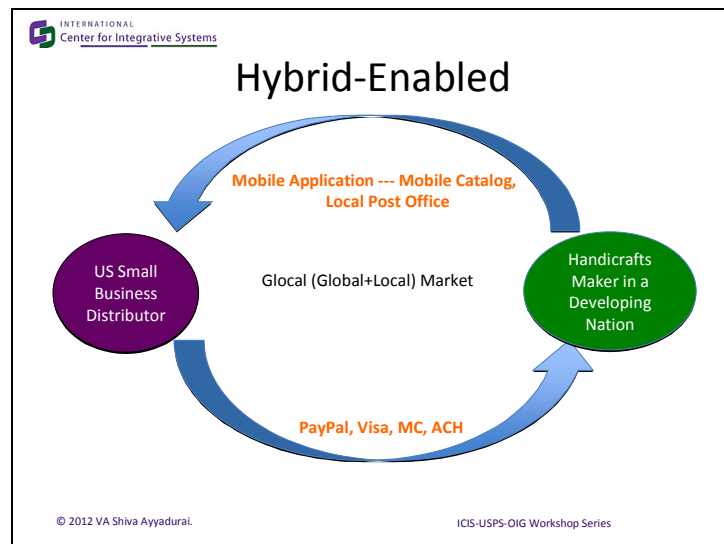 INTERNATIONAL
Center for Integrative Systems
Hybrid-Enabled
Mobile Application --- Mobile Catalog,
Local Post Office
US Small
Business
Distributor
Glocal (Global+Local) Market
Handicrafts
Maker in a
Developing
Nation
PayPal, Visa, MC, ACH
© 2012 VA Shiva Ayyadurai.
ICIS-USPS-OIG Workshop Series